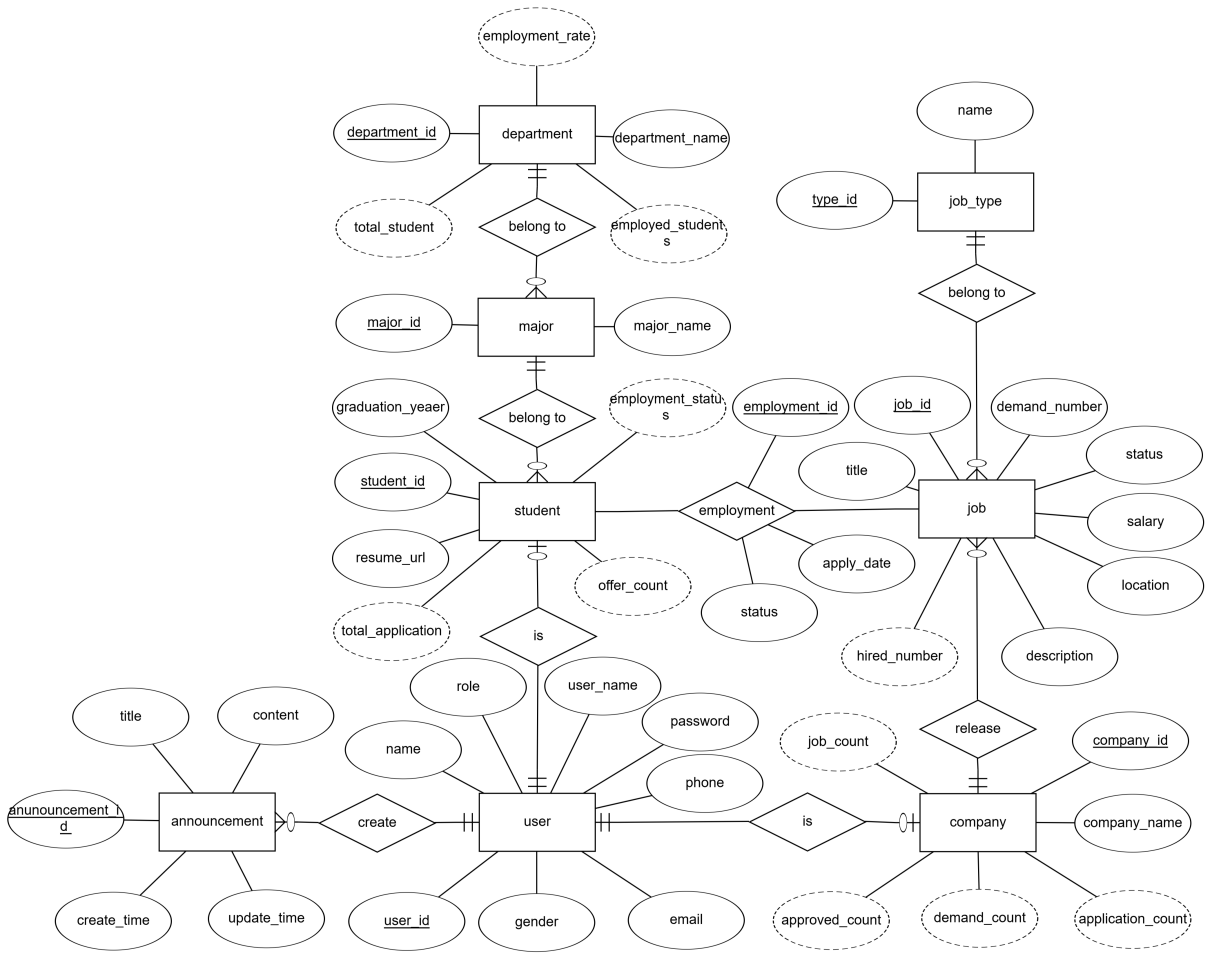 employment_rate
department_id
department
department_name
name
total_student
belong to
employed_student
s
type_id
job_type
major_id
major
major_name
belong to
graduation_yeaer
belong to
employment_statu
s
employment_id
job_id
demand_number
student_id
title
status
student
employment
job
salary
resume_url
offer_count
apply_date
location
total_application
is
status
hired_number
description
role
user_name
title
content
name
password
job_count
release
company_id
phone
anunouncement_i
d
announcement
create
user
is
company
company_name
create_time
update_time
user_id
gender
email
approved_count
demand_count
application_count